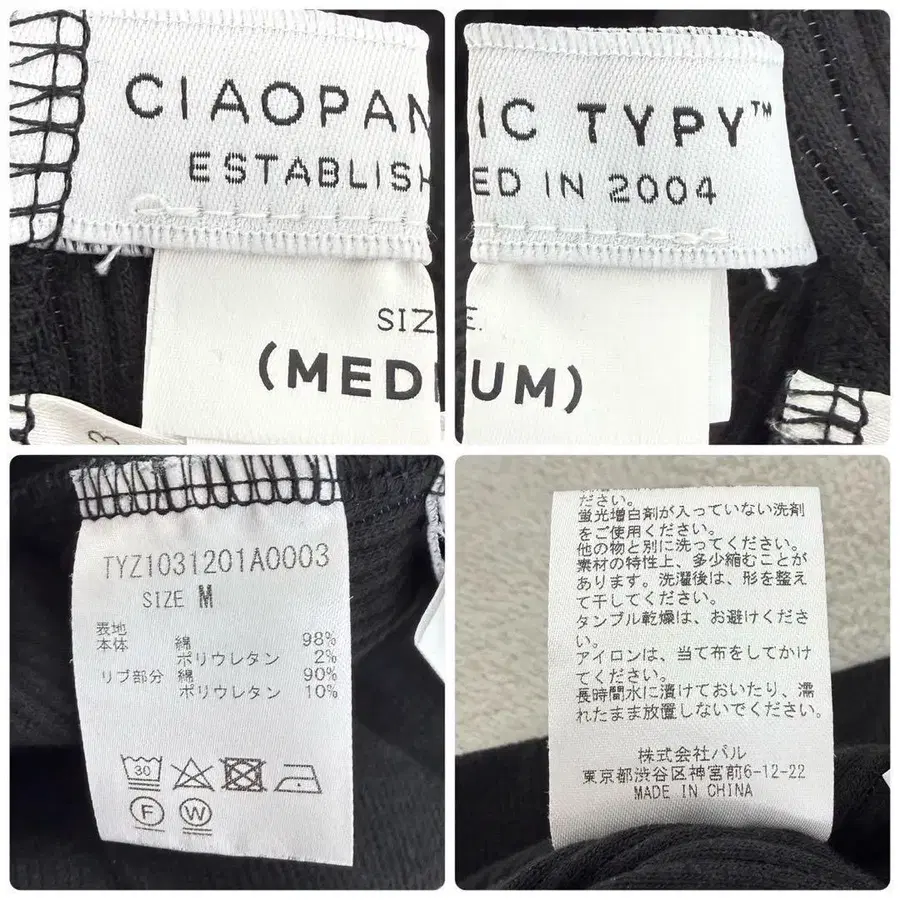 CIAOPANIC TYPY™
ESTABLISHED IN 2004
SIZE.
(MEDIUM)
TYZ1031201A0003
SIZE M
表地
本体 綿 98%
ポリウレタン 2%
リブ部分 綿 90%
ポリウレタン 10%
30
F W
ださい。
蛍光増白剤が入っていない洗剤
をご使用ください。
他の物と別に洗ってください。
素材の特性上、多少縮むことが
あります。洗濯後は、形を整え
て干してください。
タンブル乾燥は、お避けくださ
い。
アイロンは、当て布をしてかけ
てください。
長時間水に漬けておいたり、濡
れたまま放置しないでください。
株式会社パル
東京都渋谷区神宮前6-12-22
MADE IN CHINA